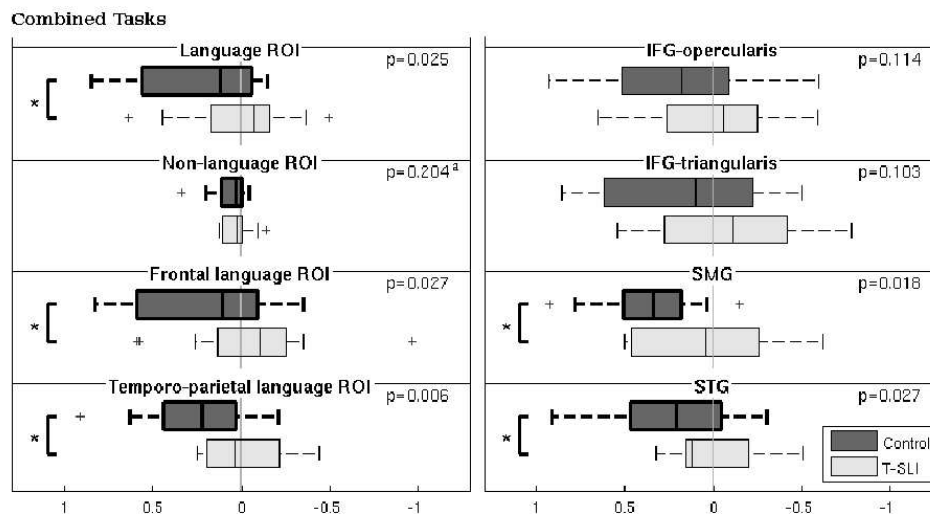 Combined Tasks
Language ROI
p=0.025
*
Non-language ROI
p=0.204ª
Frontal language ROI
p=0.027
*
Temporo-parietal language ROI
p=0.006
*
1 0.5 0 -0.5 -1
IFG-opercularis
p=0.114
IFG-triangularis
p=0.103
SMG
p=0.018
*
STG
p=0.027
*
Control
T-SLI
1 0.5 0 -0.5 -1